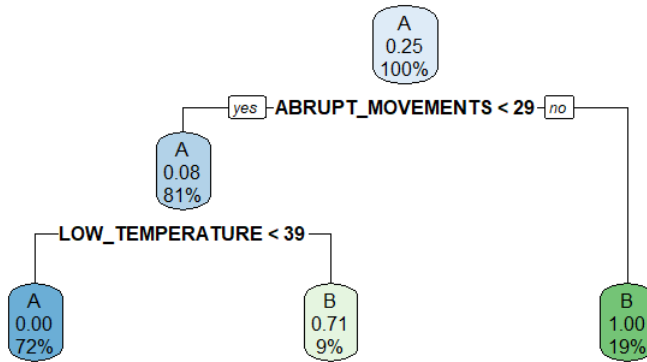 A
0.25
100%
yes ABRUPT_MOVEMENTS < 29 no
A
0.08
81%
LOW_TEMPERATURE < 39
A
0.00
72%
B
0.71
9%
B
1.00
19%